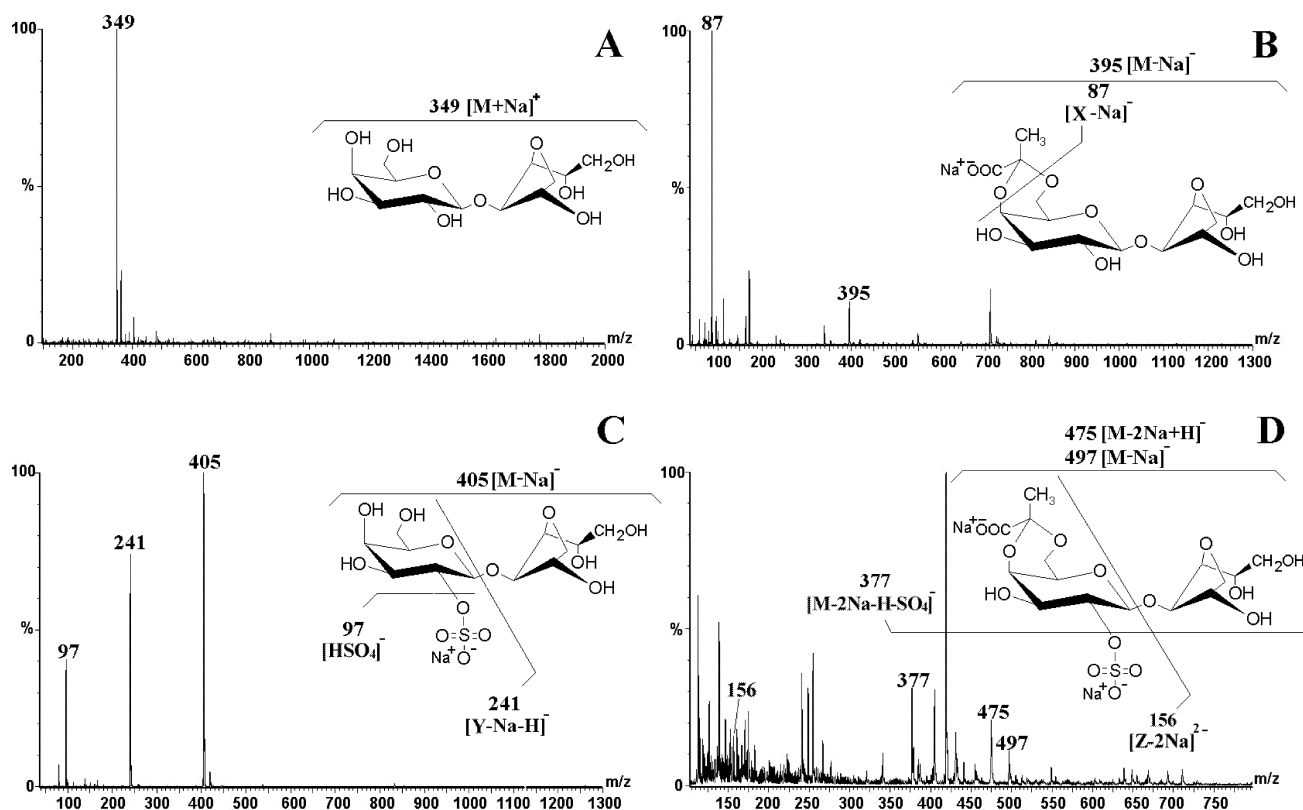 A
100
%
0
349
349 [M+Na]⁺
OH
OH
O
O
CH₂OH
HO
OH
O
OH
OH
200 400 600 800 1000 1200 1400 1600 1800 2000
m/z
B
100
%
0
87
395
395 [M-Na]⁻
87
[X-Na]⁻
CH₃
Na⁺⁻OOC
O
O
O
O
CH₂OH
HO
O
OH
OH
OH
100 200 300 400 500 600 700 800 900 1000 1100 1200 1300
m/z
C
100
%
0
97
241
405
405 [M-Na]⁻
OH
OH
O
O
CH₂OH
HO
O
OH
OH
O
97
[HSO₄]⁻
O=S=O
Na⁺O⁻
241
[Y-Na-H]⁻
100 200 300 400 500 600 700 800 900 1000 1100 1200 1300
m/z
D
475 [M-2Na+H]⁻
497 [M-Na]⁻
100
%
0
CH₃
Na⁺⁻OOC
O
O
O
O
CH₂OH
HO
O
OH
OH
O
O=S=O
Na⁺O⁻
377
[M-2Na-H-SO₄]⁻
156
[Z-2Na]²⁻
156
377
475
497
150 200 250 300 350 400 450 500 550 600 650 700 750
m/z